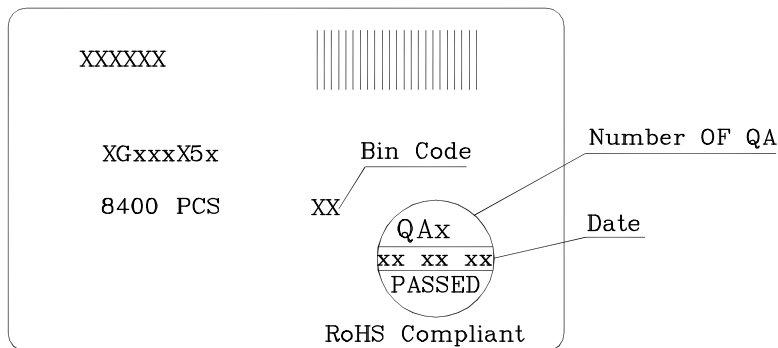 XXXXXX
Number OF QA
XGxxxX5x
Bin Code
8400 PCS
XX
Date
QAx
xx xx xx
PASSED
RoHS Compliant